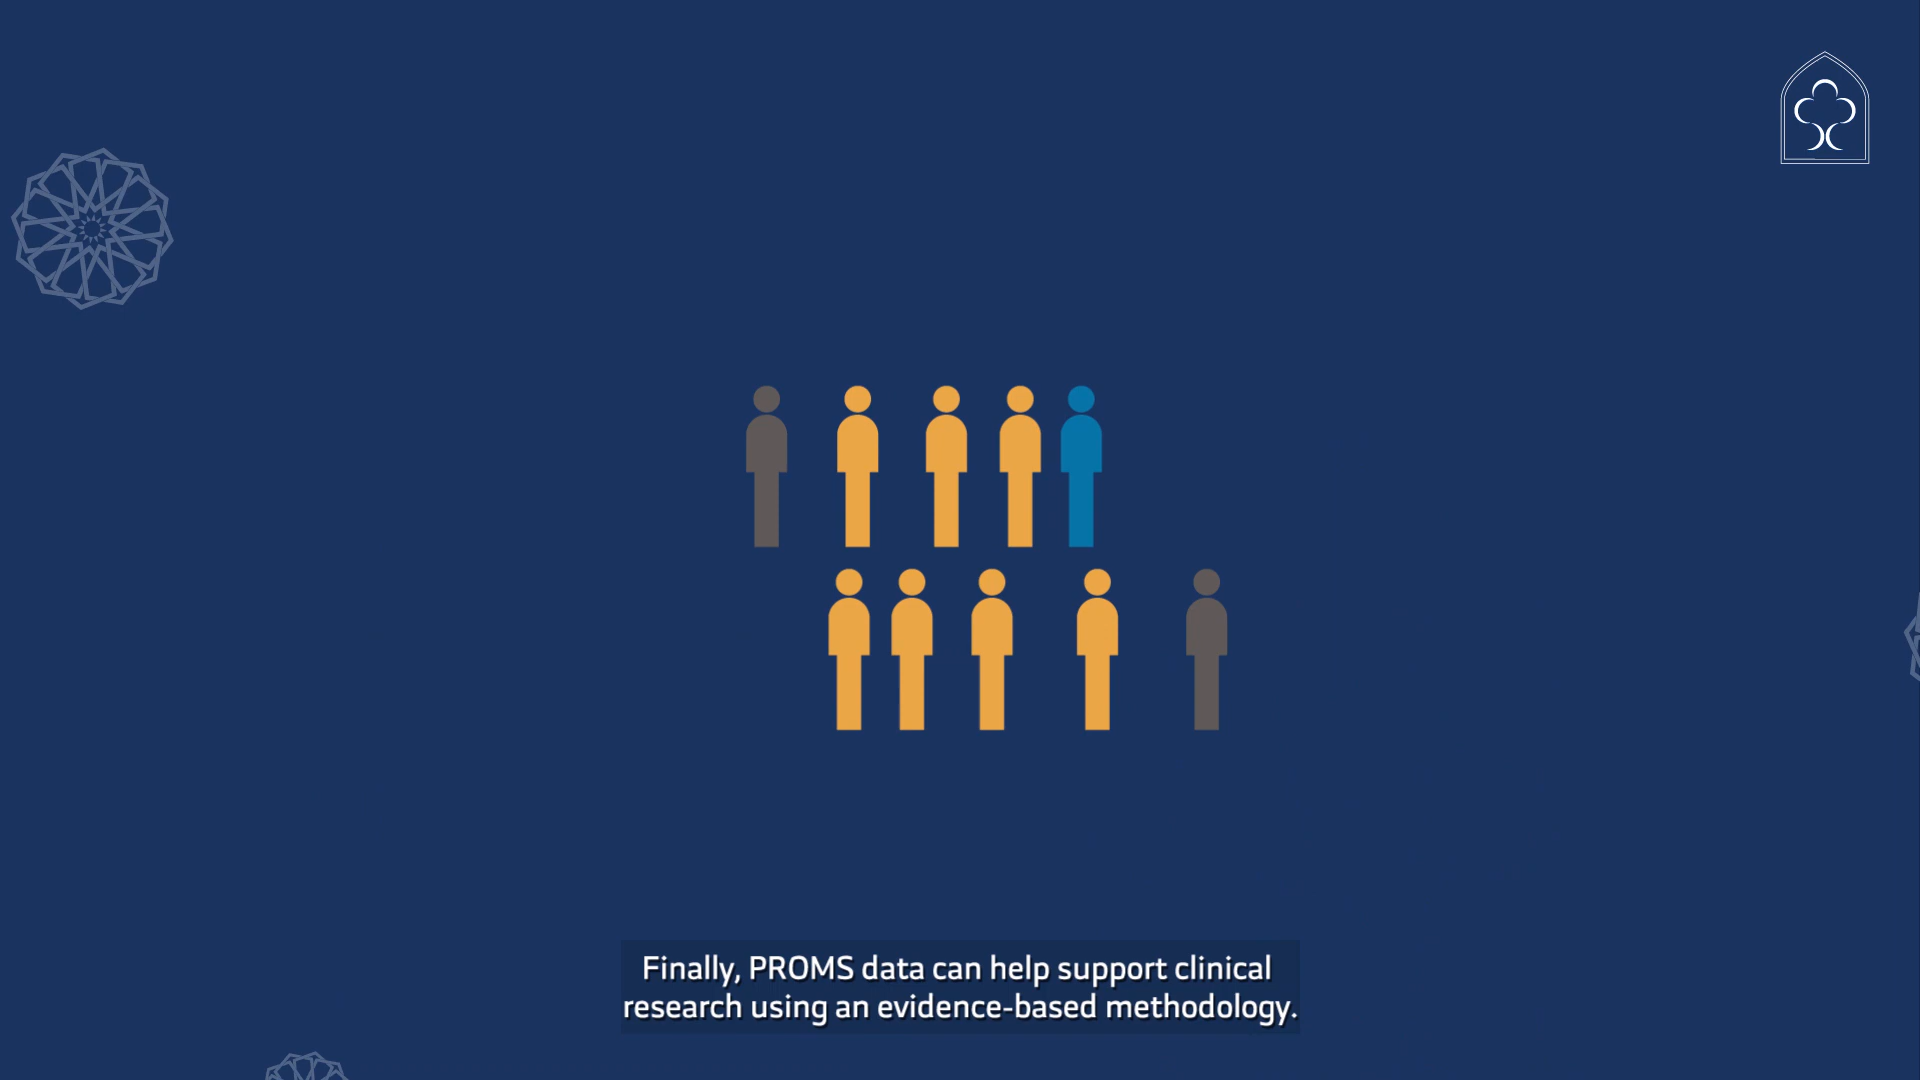 Finally, PROMS data can help support clinical
research using an evidence-based methodology.